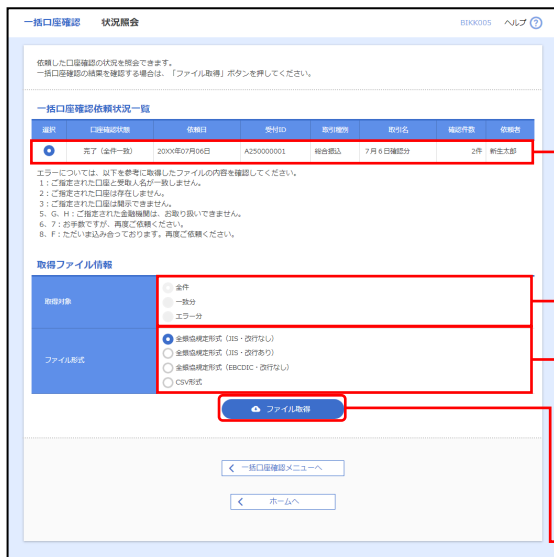 一括口座確認 状況照会 BIKK005 ヘルプ ?
依頼した口座確認の状況を照会できます。
一括口座確認の結果を確認する場合は、「ファイル取得」ボタンを押してください。
一括口座確認依頼状況一覧
選択 口座確認状態 依頼日 受付ID 取引種別 取引名 確認件数 依頼者
完了（全件一致） 20XX年07月06日 A250000001 総合振込 7月6日確認分 2件 新生太郎
エラーについては、以下を参考に取得したファイルの内容を確認してください。
1：ご指定された口座と受取人名が一致しません。
2：ご指定された口座は存在しません。
3：ご指定された口座は開示できません。
5、G、H：ご指定された金融機関は、お取り扱いできません。
6、7：お手数ですが、再度ご依頼ください。
8、F：ただいま込み合っております。再度ご依頼ください。
取得ファイル情報
取得対象
全件
一致分
エラー分
ファイル形式
全銀協規定形式（JIS・改行なし）
全銀協規定形式（JIS・改行あり）
全銀協規定形式（EBCDIC・改行なし）
CSV形式
ファイル取得
一括口座確認メニューへ
ホームへ